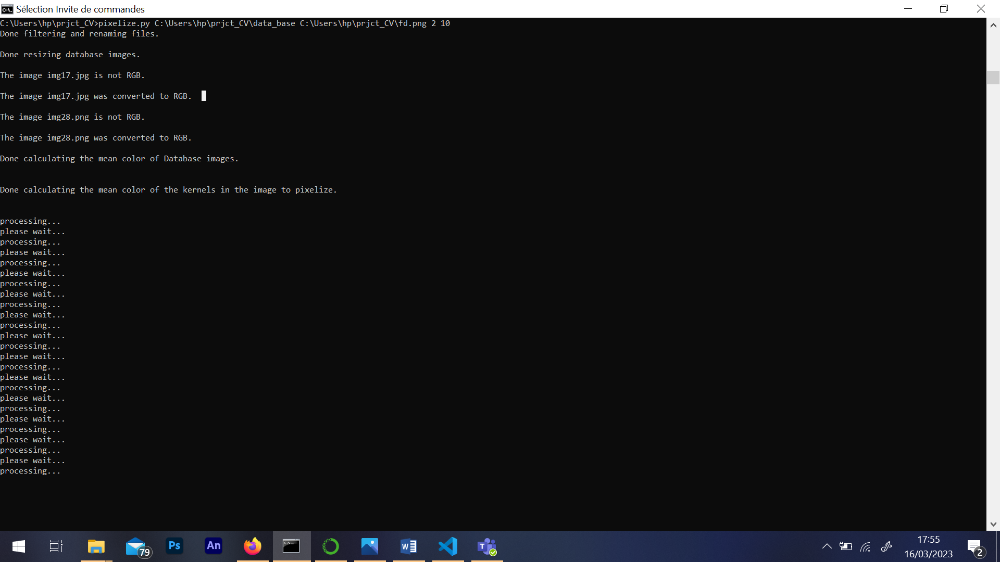 Sélection Invite de commandes
C:\Users\hp\prjct_CV>pixelize.py C:\Users\hp\prjct_CV\data_base C:\Users\hp\prjct_CV\fd.png 2 10
Done filtering and renaming files.
Done resizing database images.
The image img17.jpg is not RGB.
The image img17.jpg was converted to RGB.
The image img28.png is not RGB.
The image img28.png was converted to RGB.
Done calculating the mean color of Database images.
Done calculating the mean color of the kernels in the image to pixelize.
processing...
please wait...
processing...
please wait...
processing...
please wait...
processing...
please wait...
processing...
please wait...
processing...
please wait...
processing...
please wait...
processing...
please wait...
processing...
please wait...
processing...
please wait...
processing...
please wait...
processing...
please wait...
processing...
79
Ps
An
W
T
17:55
16/03/2023
2